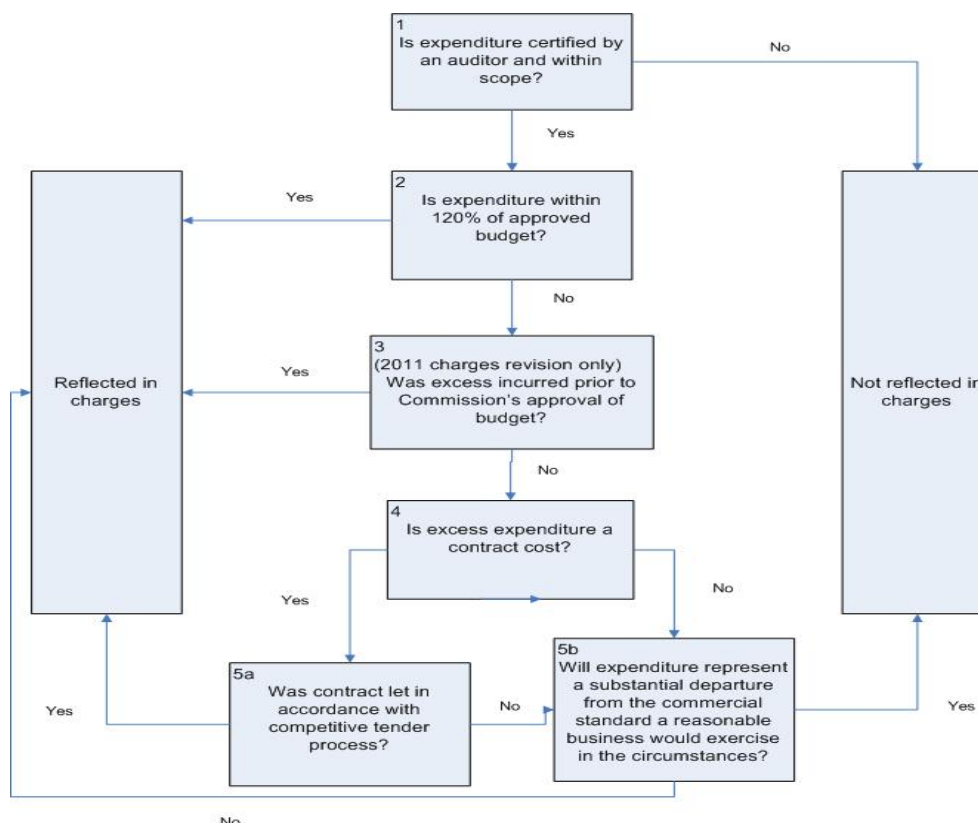 1
Is expenditure certified by
an auditor and within
scope?
No
Yes
2
Is expenditure within
120% of approved
budget?
Yes
No
3
(2011 charges revision only)
Was excess incurred prior to
Commission's approval of
budget?
Yes
Reflected in
charges
Not reflected in
charges
No
4
Is excess expenditure a
contract cost?
Yes
No
5a
Was contract let in
accordance with
competitive tender
process?
Yes
No
5b
Will expenditure represent
a substantial departure
from the commercial
standard a reasonable
business would exercise
in the circumstances?
Yes
No